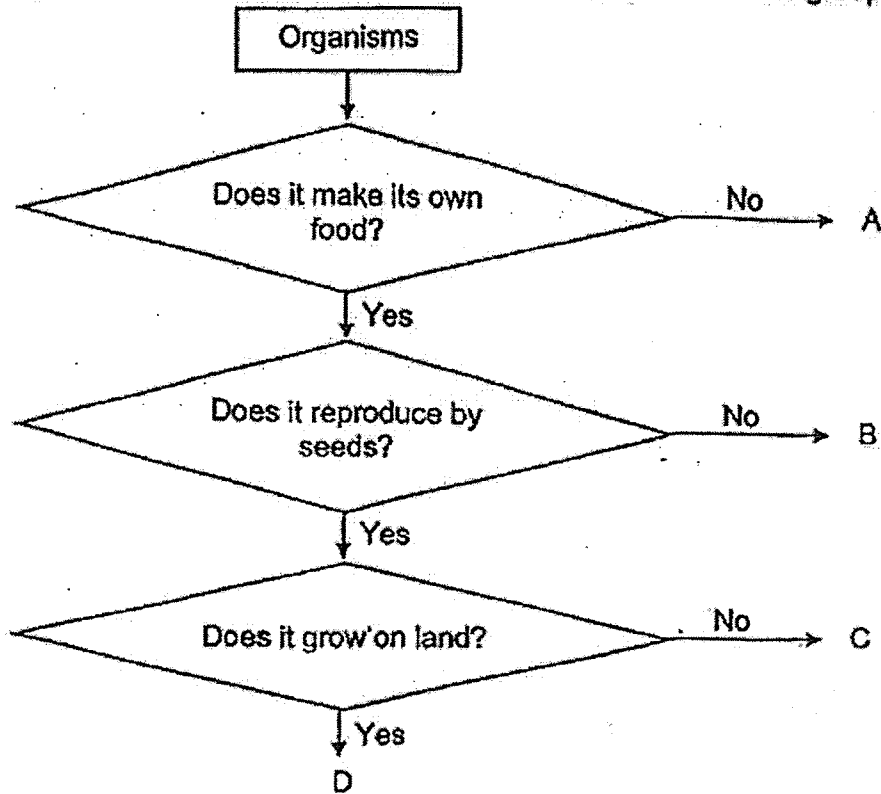 Organisms
Does it make its own
food?
No
A
Yes
Does it reproduce by
seeds?
No
B
Yes
Does it grow on land?
No
C
Yes
D